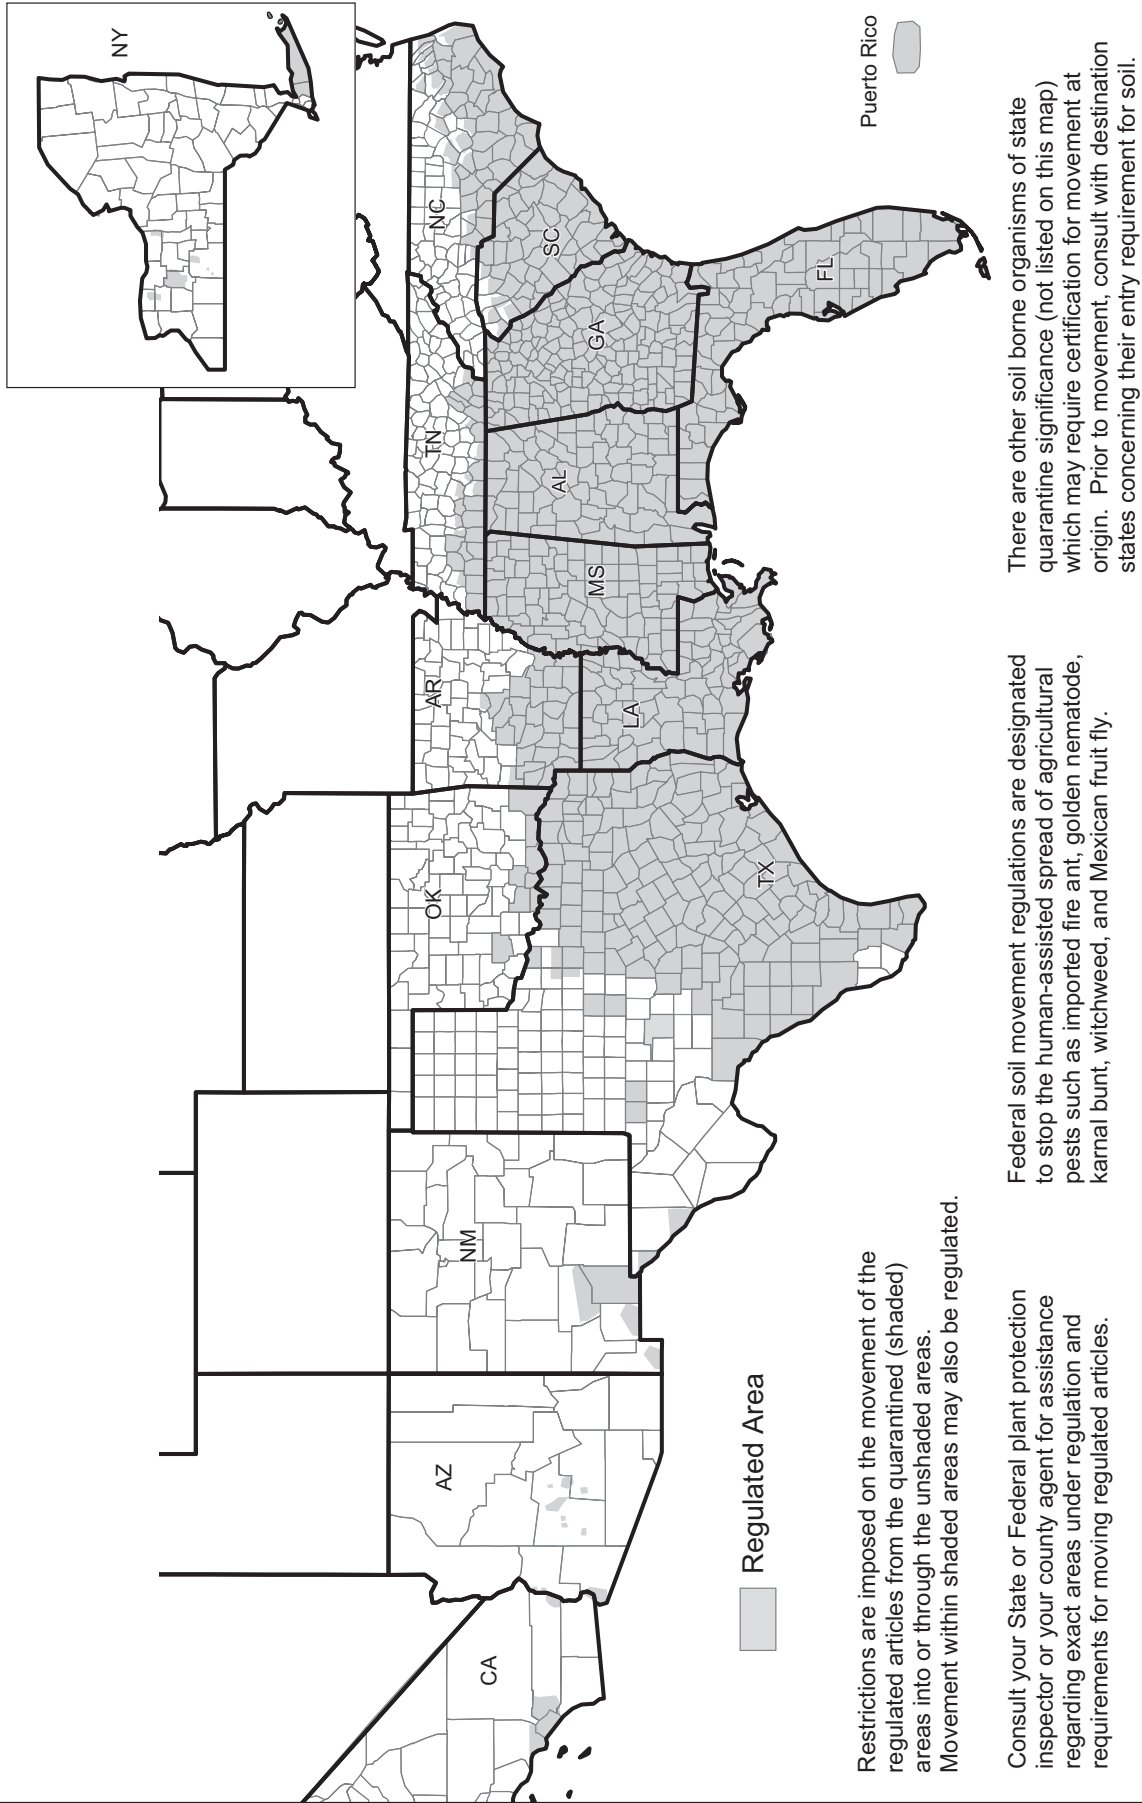 CA
AZ
NM
OK
TX
AR
LA
MS
TN
AL
GA
NC
SC
FL
NY
Puerto Rico
Regulated Area
Restrictions are imposed on the movement of the
regulated articles from the quarantined (shaded)
areas into or through the unshaded areas.
Movement within shaded areas may also be regulated.
Consult your State or Federal plant protection
inspector or your county agent for assistance
regarding exact areas under regulation and
requirements for moving regulated articles.
Federal soil movement regulations are designated
to stop the human-assisted spread of agricultural
pests such as imported fire ant, golden nematode,
karnal bunt, witchweed, and Mexican fruit fly.
There are other soil borne organisms of state
quarantine significance (not listed on this map)
which may require certification for movement at
origin.  Prior to movement, consult with destination
states concerning their entry requirement for soil.